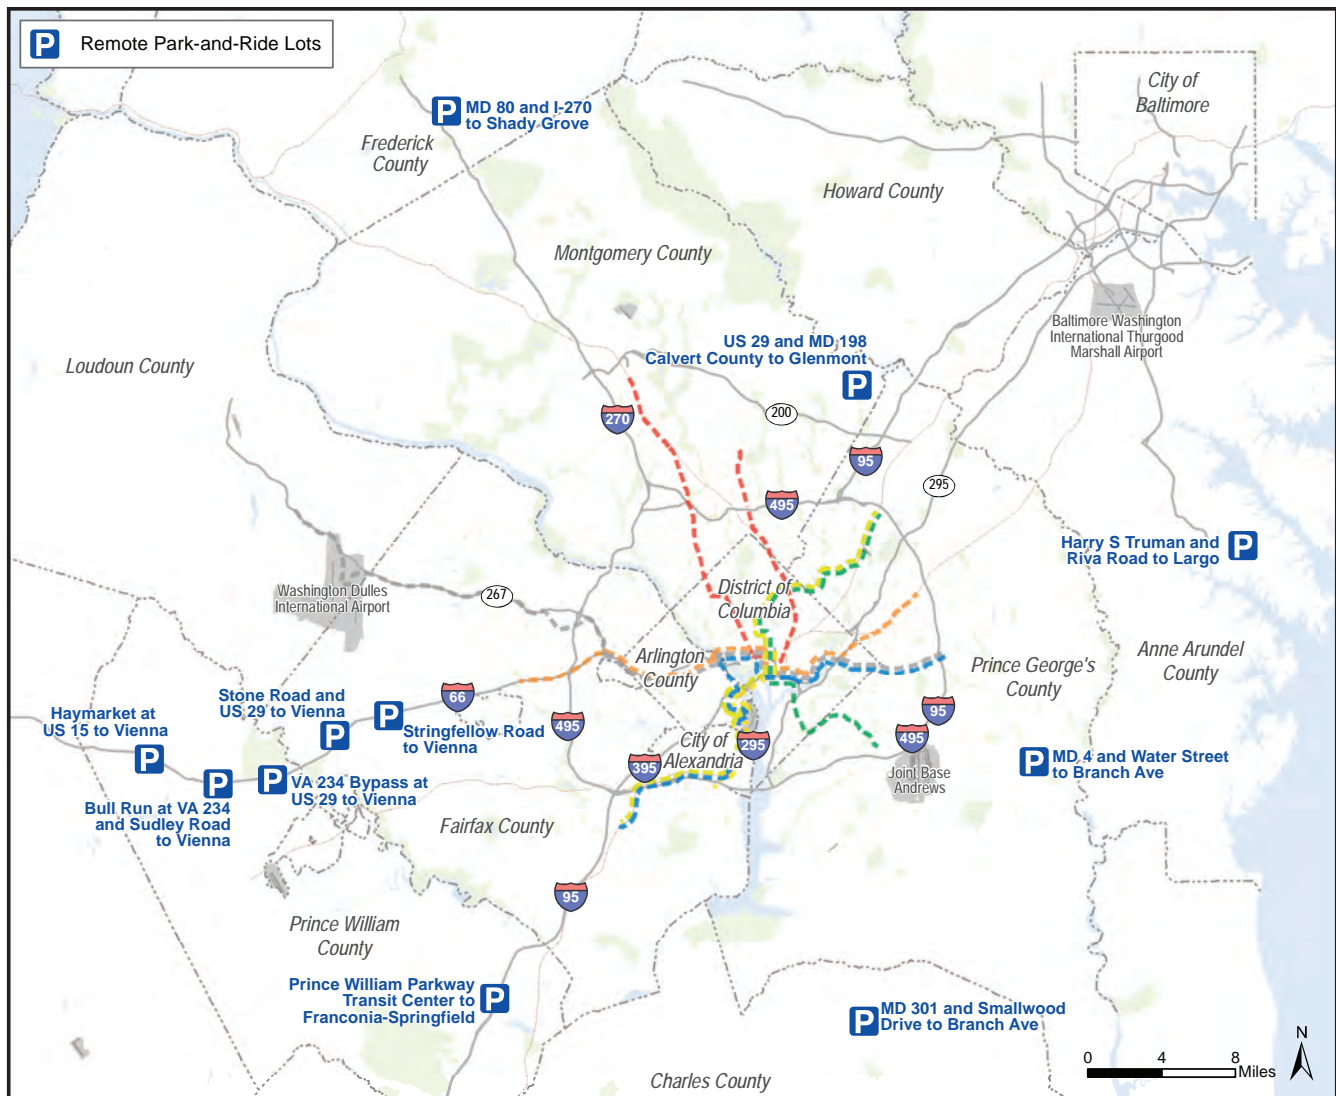 P Remote Park-and-Ride Lots
City of
Baltimore
P MD 80 and I-270
to Shady Grove
Frederick
County
Howard County
Montgomery County
Baltimore Washington
International Thurgood
Marshall Airport
US 29 and MD 198
Calvert County to Glenmont
P
Loudoun County
270
200
95
295
495
Harry S Truman and
Riva Road to Largo
P
Washington Dulles
International Airport
267
District of
Columbia
Arlington
County
Prince George's
County
Anne Arundel
County
Stone Road and
US 29 to Vienna
P
66
P
Stringfellow Road
to Vienna
Haymarket at
US 15 to Vienna
P
495
95
495
295
City of
Alexandria
395
Joint Base
Andrews
P MD 4 and Water Street
to Branch Ave
P
VA 234 Bypass at
US 29 to Vienna
P
Bull Run at VA 234
and Sudley Road
to Vienna
Fairfax County
95
Prince William
County
Prince William Parkway
Transit Center to
Franconia-Springfield
P
P
MD 301 and Smallwood
Drive to Branch Ave
Charles County
N
0 4 8
Miles